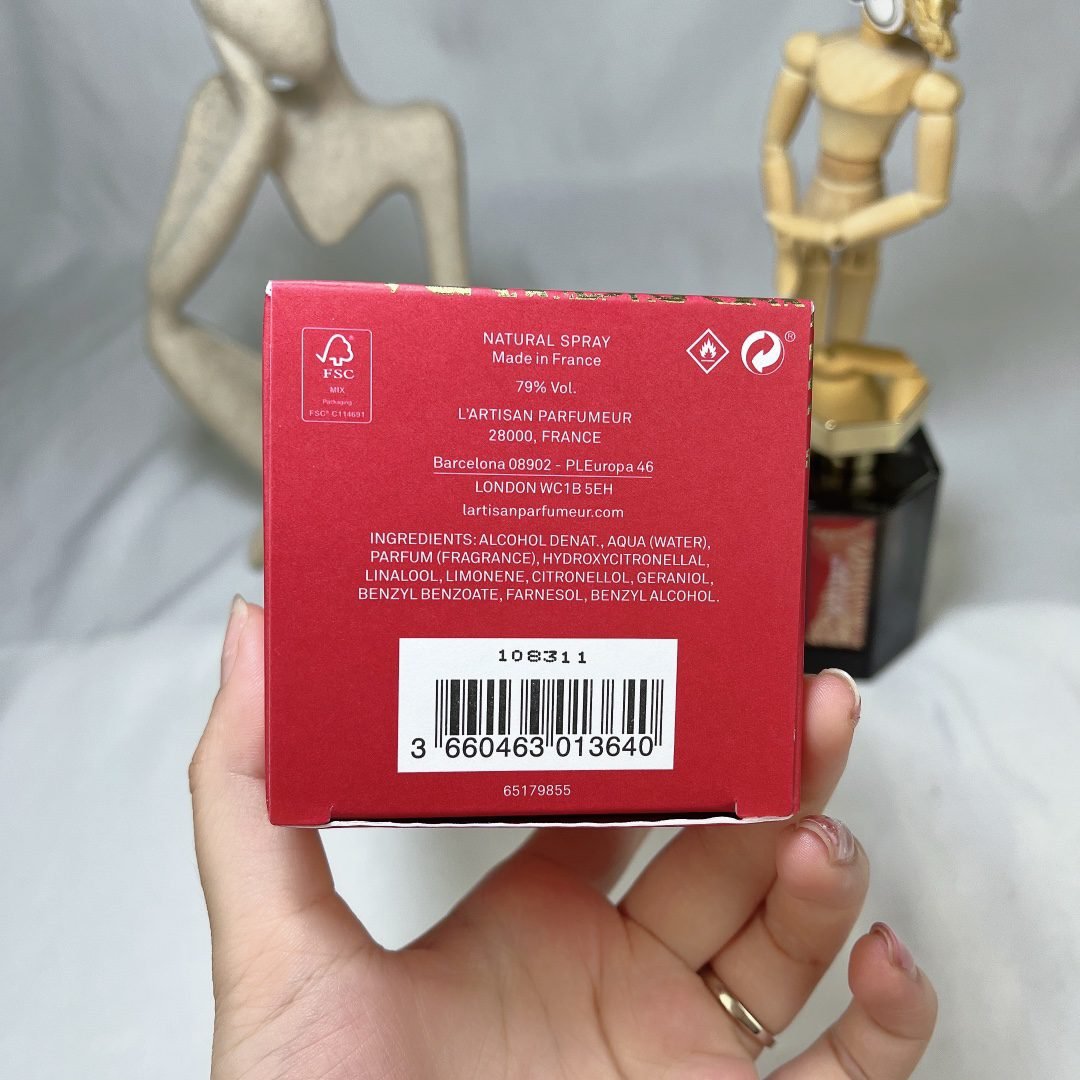 FSC
MIX
Packaging
FSC® C114691
NATURAL SPRAY
Made in France
79% Vol.
L'ARTISAN PARFUMEUR
28000, FRANCE
Barcelona 08902 - PLEuropa 46
LONDON WC1B 5EH
lartisanparfumeur.com
®
INGREDIENTS: ALCOHOL DENAT., AQUA (WATER),
PARFUM (FRAGRANCE), HYDROXYCITRONELLAL,
LINALOOL, LIMONENE, CITRONELLOL, GERANIOL,
BENZYL BENZOATE, FARNESOL, BENZYL ALCOHOL.
108311
3 660463 013640
65179855